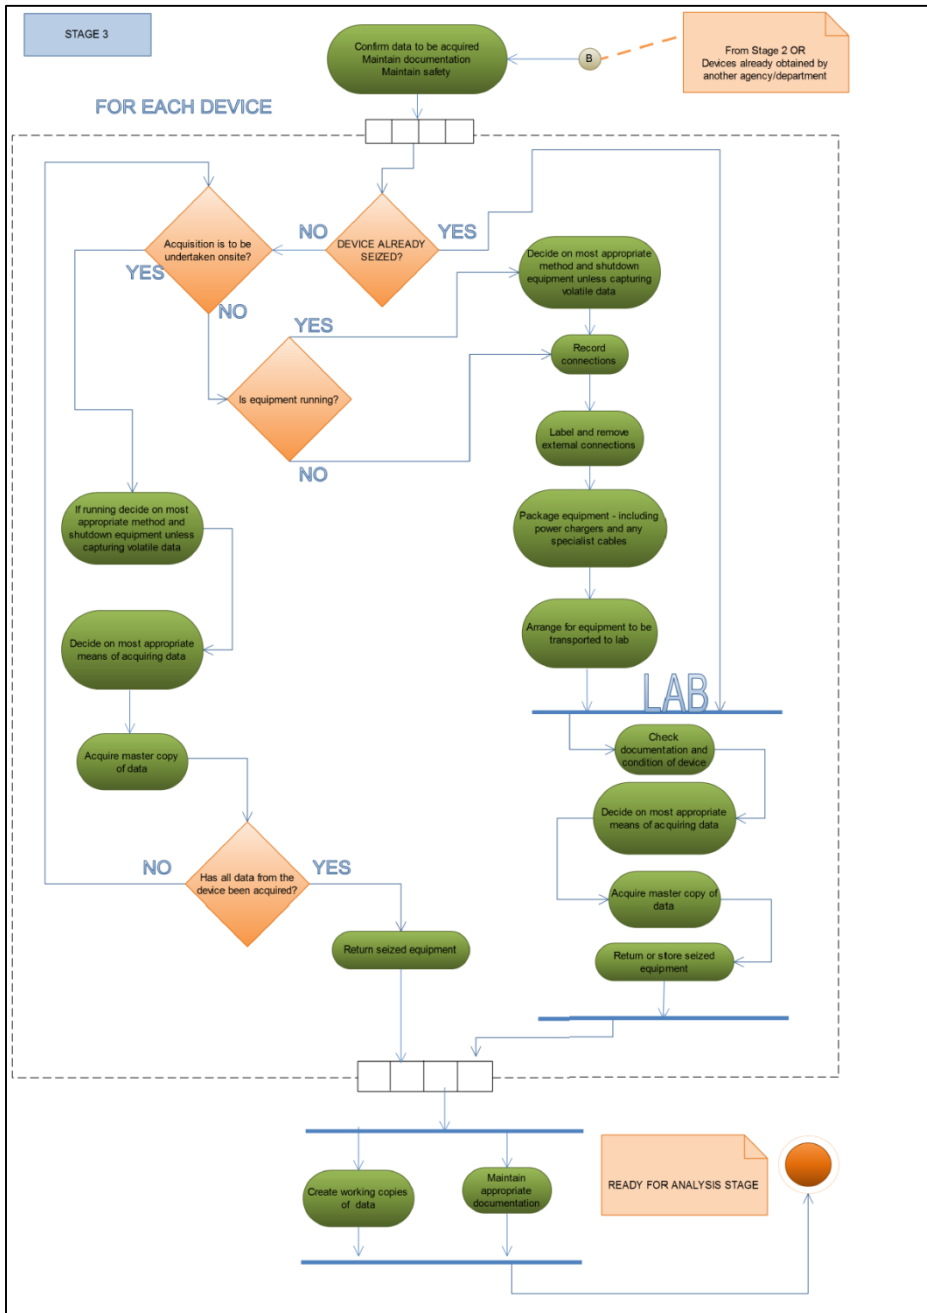 STAGE 3
Confirm data to be acquired
Maintain documentation
Maintain safety
B
From Stage 2 OR
Devices already obtained by
another agency/department
FOR EACH DEVICE
Acquisition is to be
undertaken onsite?
NO
DEVICE ALREADY
SEIZED?
YES
Decide on most appropriate
method and shutdown
equipment unless capturing
volatile data
YES
NO
YES
Record
connections
Is equipment running?
Label and remove
external connections
NO
If running decide on most
appropriate method and
shutdown equipment unless
capturing volatile data
Package equipment - including
power chargers and any
specialist cables
Decide on most appropriate
means of acquiring data
Arrange for equipment to be
transported to lab
LAB
Acquire master copy
of data
Check
documentation and
condition of device
Decide on most appropriate
means of acquiring data
NO
Has all data from the
device been acquired?
YES
Acquire master copy of
data
Return seized equipment
Return or store seized
equipment
Create working copies
of data
Maintain
appropriate
documentation
READY FOR ANALYSIS STAGE